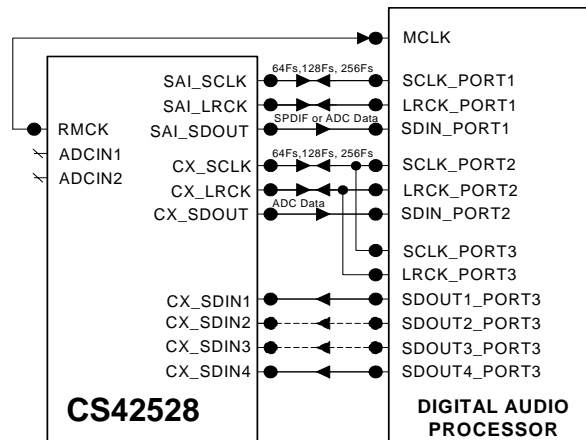 MCLK
64Fs,128Fs, 256Fs
SAI_SCLK
SCLK_PORT1
SAI_LRCK
LRCK_PORT1
SPDIF or ADC Data
RMCK
SAI_SDOUT
SDIN_PORT1
ADCIN1
64Fs,128Fs, 256Fs
CX_SCLK
SCLK_PORT2
ADCIN2
CX_LRCK
LRCK_PORT2
ADC Data
CX_SDOUT
SDIN_PORT2
SCLK_PORT3
LRCK_PORT3
CX_SDIN1
SDOUT1_PORT3
CX_SDIN2
SDOUT2_PORT3
CX_SDIN3
SDOUT3_PORT3
CX_SDIN4
SDOUT4_PORT3
CS42528
DIGITAL AUDIO
PROCESSOR